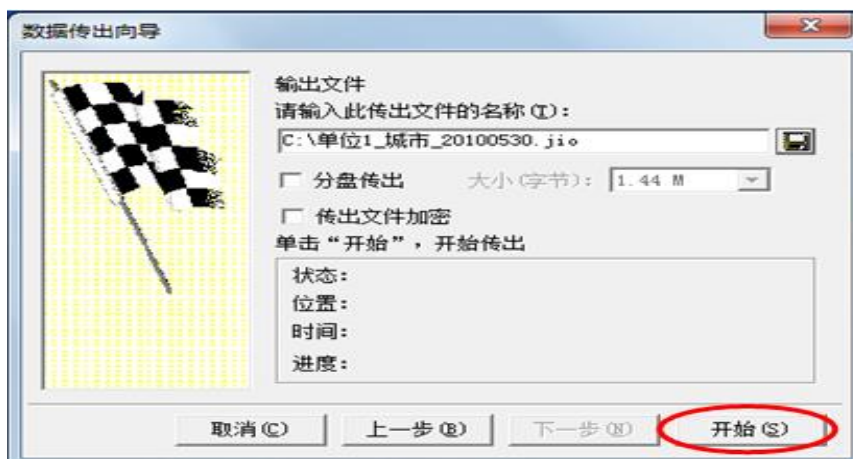 数据传出向导
输出文件
请输入此传出文件的名称(T):
C:\单位1_城市_20100530.jio
分盘传出 大小(字节): 1.44 M
传出文件加密
单击“开始”，开始传出
状态:
位置:
时间:
进度:
取消(C) 上一步(B) 下一步(N) 开始(S)